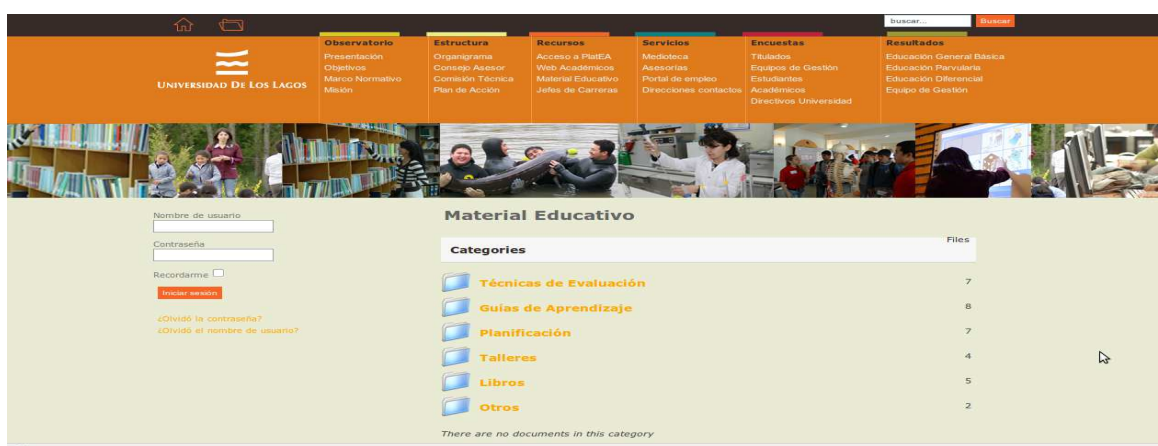 buscar...
Buscar
Observatorio
Presentación
Objetivos
Marco Normativo
Misión
Estructura
Organigrama
Consejo Asesor
Comisión Técnica
Plan de Acción
Recursos
Acceso a PlatEA
Web Académicos
Material Educativo
Jefes de Carreras
Servicios
Medioteca
Asesorías
Portal de empleo
Direcciones contactos
Encuestas
Titulados
Equipos de Gestión
Estudiantes
Académicos
Directivos Universidad
Resultados
Educación General Básica
Educación Parvularia
Educación Diferencial
Equipo de Gestión
UNIVERSIDAD DE LOS LAGOS
Nombre de usuario
Contraseña
Recordarme
Iniciar sesión
¿Olvidó la contraseña?
¿Olvidó el nombre de usuario?
Material Educativo
Categories Files
Técnicas de Evaluación 7
Guías de Aprendizaje 8
Planificación 7
Talleres 4
Libros 5
Otros 2
There are no documents in this category